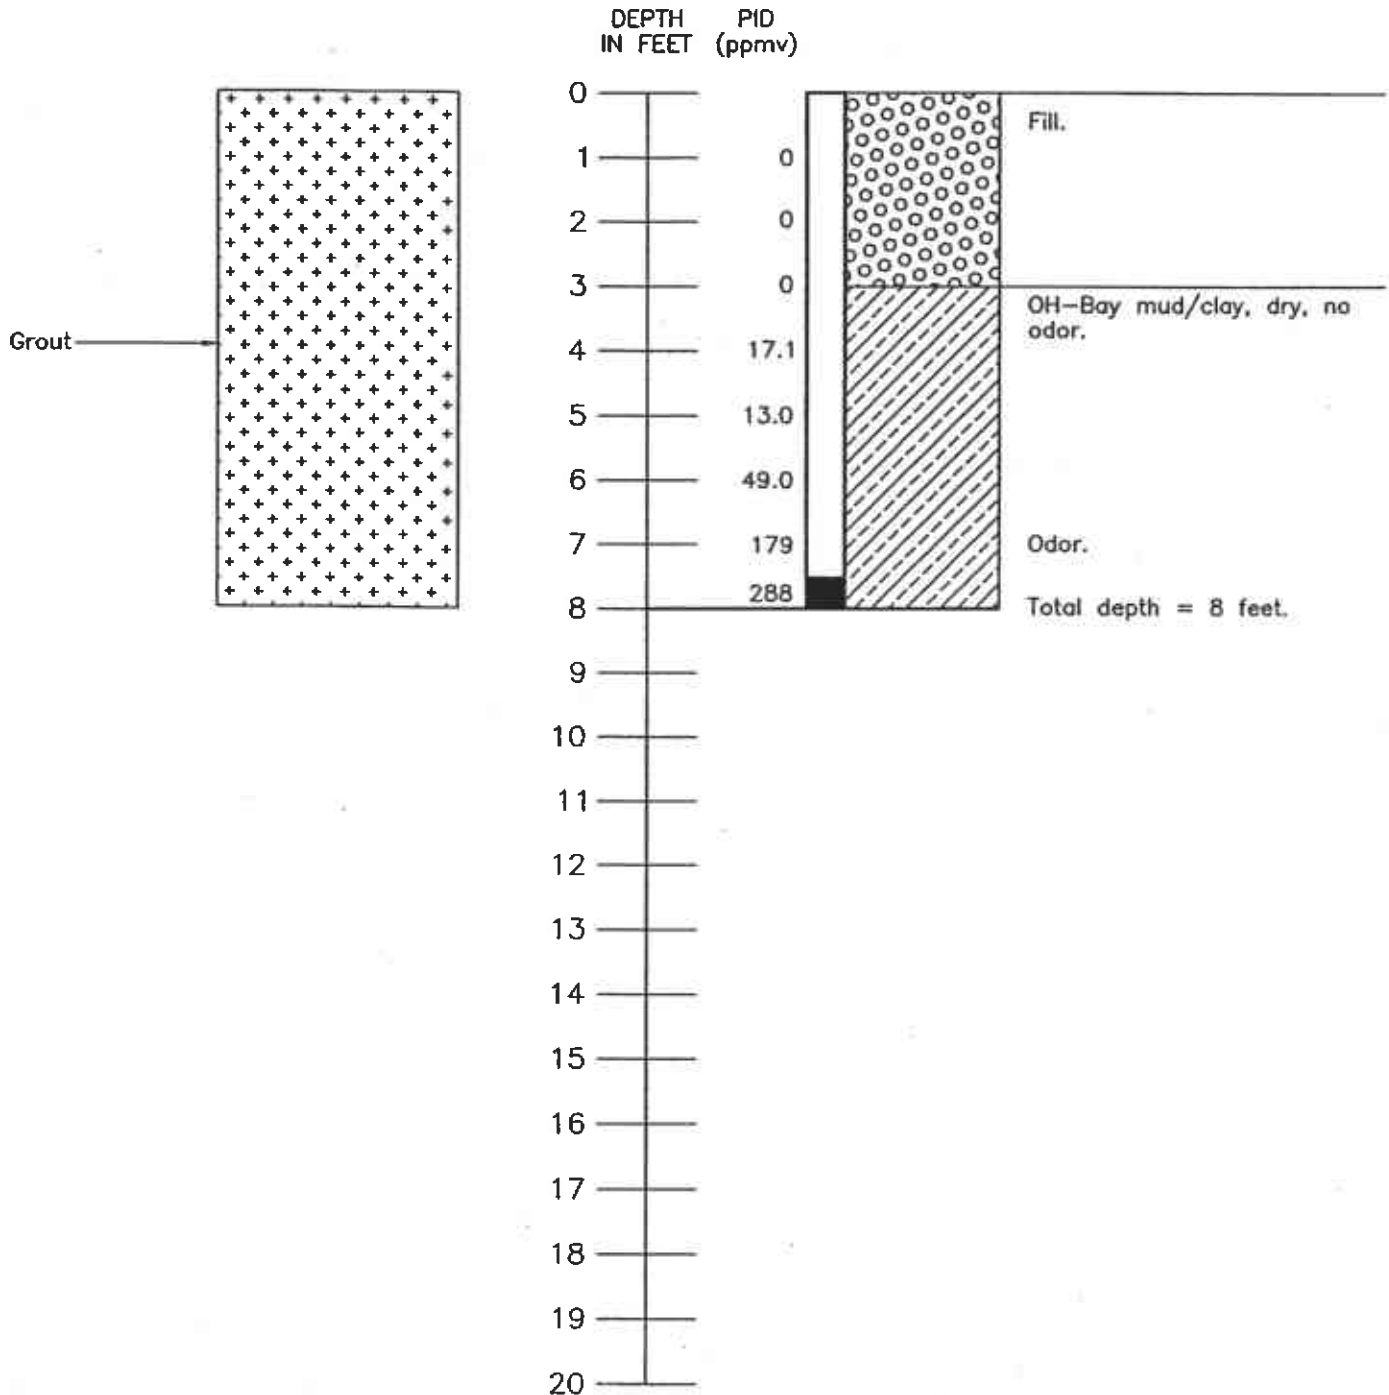 DEPTH PID
IN FEET (ppmv)
0
Fill.
1 0
2 0
3 0
OH-Bay mud/clay, dry, no
odor.
Grout
4 17.1
5 13.0
6 49.0
7 179 Odor.
288
8 Total depth = 8 feet.
9
10
11
12
13
14
15
16
17
18
19
20